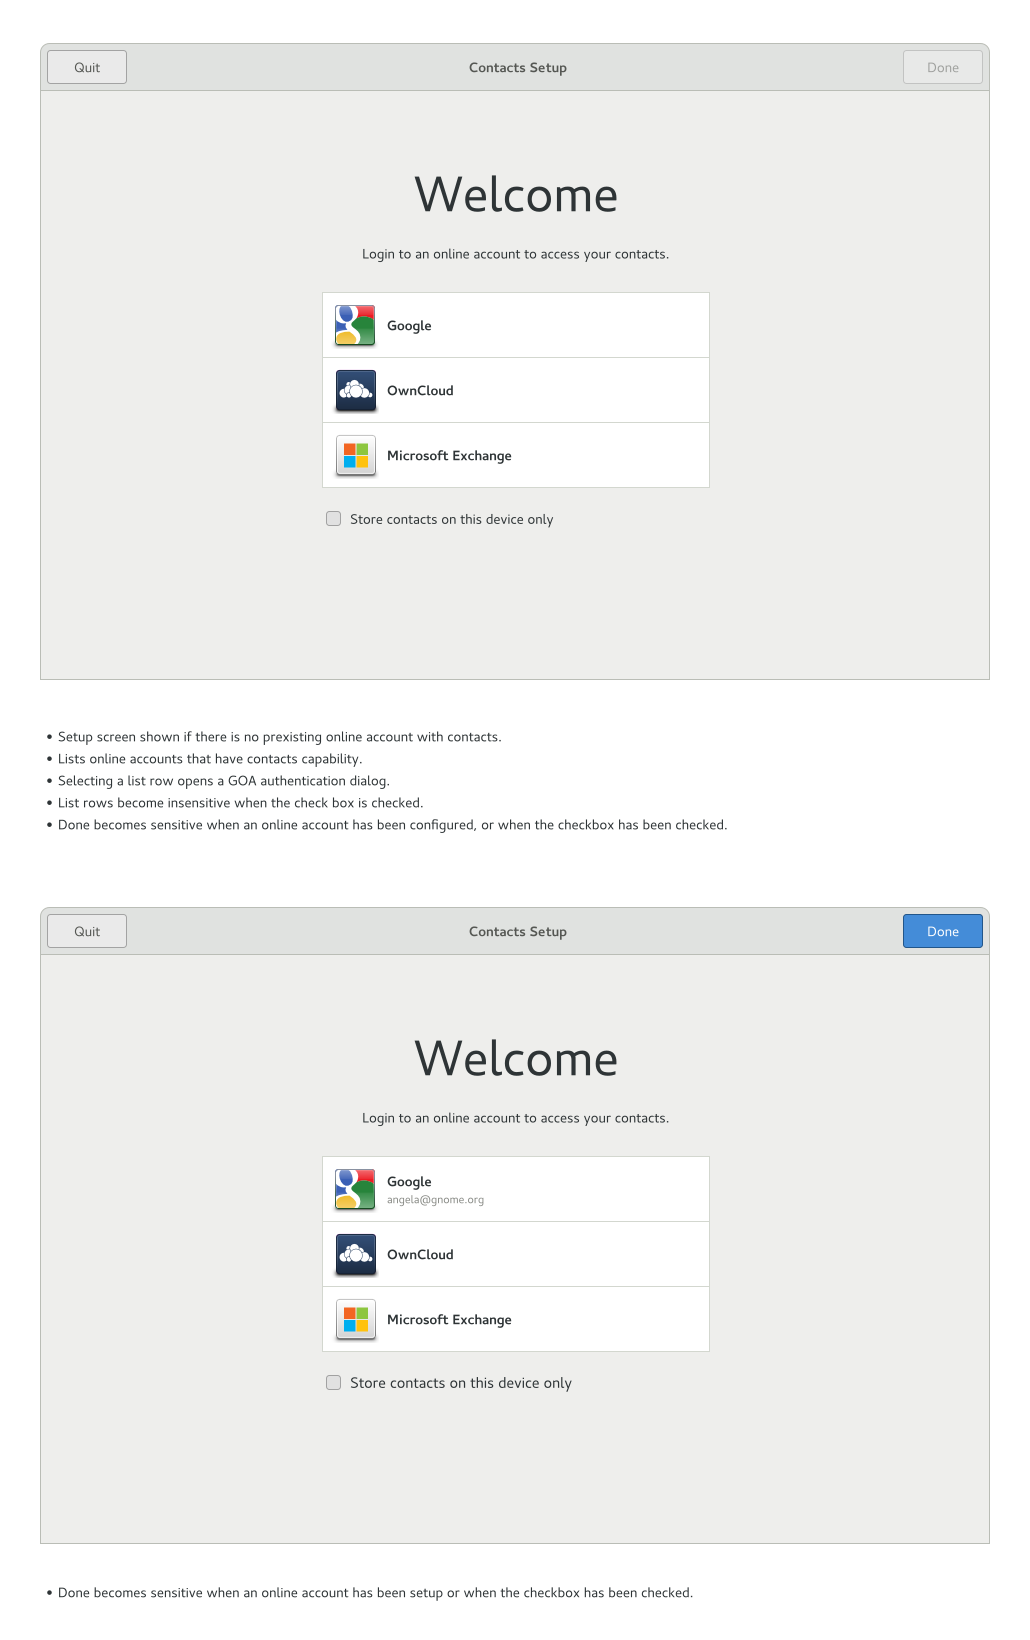 Quit
Contacts Setup
Done
Welcome
Login to an online account to access your contacts.
Google
OwnCloud
Microsoft Exchange
Store contacts on this device only
• Setup screen shown if there is no prexisting online account with contacts.
• Lists online accounts that have contacts capability.
• Selecting a list row opens a GOA authentication dialog.
• List rows become insensitive when the check box is checked.
• Done becomes sensitive when an online account has been configured, or when the checkbox has been checked.
Quit
Contacts Setup
Done
Welcome
Login to an online account to access your contacts.
Google
angela@gnome.org
OwnCloud
Microsoft Exchange
Store contacts on this device only
• Done becomes sensitive when an online account has been setup or when the checkbox has been checked.